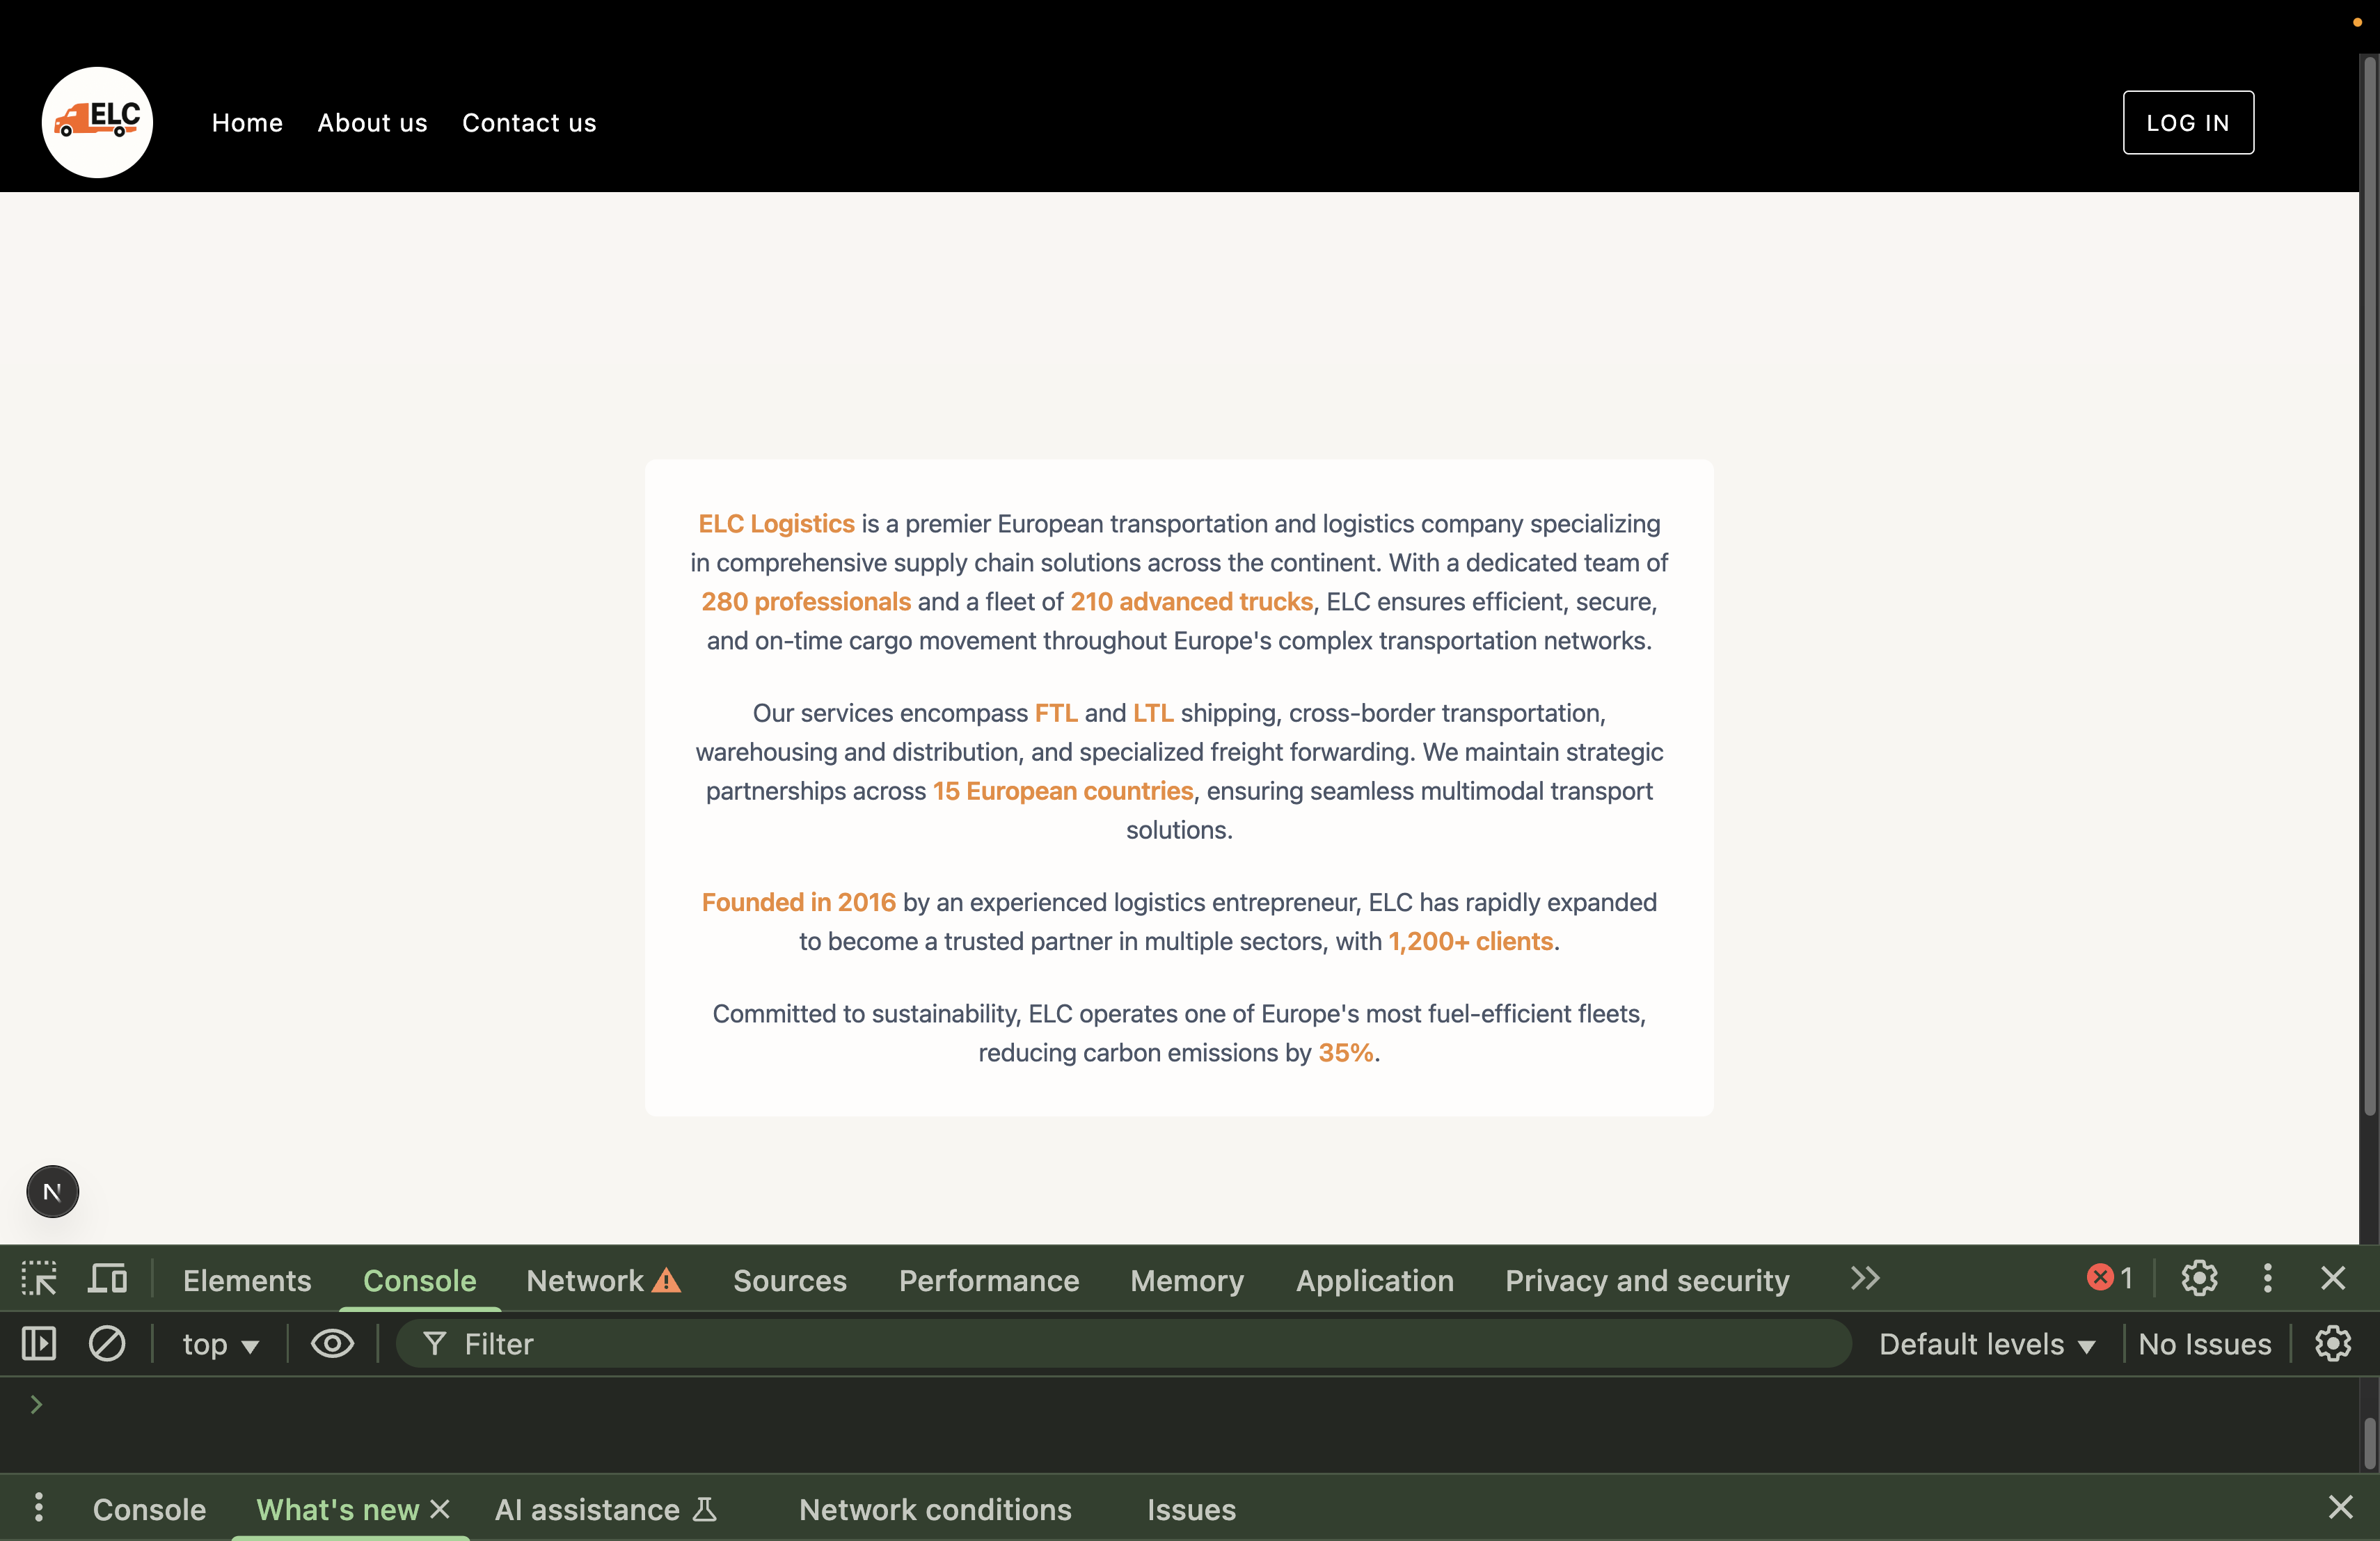 ELC
Home
About us
Contact us
LOG IN
ELC Logistics is a premier European transportation and logistics company specializing
in comprehensive supply chain solutions across the continent. With a dedicated team of
280 professionals and a fleet of 210 advanced trucks, ELC ensures efficient, secure,
and on-time cargo movement throughout Europe's complex transportation networks.
Our services encompass FTL and LTL shipping, cross-border transportation,
warehousing and distribution, and specialized freight forwarding. We maintain strategic
partnerships across 15 European countries, ensuring seamless multimodal transport
solutions.
Founded in 2016 by an experienced logistics entrepreneur, ELC has rapidly expanded
to become a trusted partner in multiple sectors, with 1,200+ clients.
Committed to sustainability, ELC operates one of Europe's most fuel-efficient fleets,
reducing carbon emissions by 35%.
N
Elements
Console
Network
Sources
Performance
Memory
Application
Privacy and security
1
top
Filter
Default levels
No Issues
Console
What's new
AI assistance
Network conditions
Issues